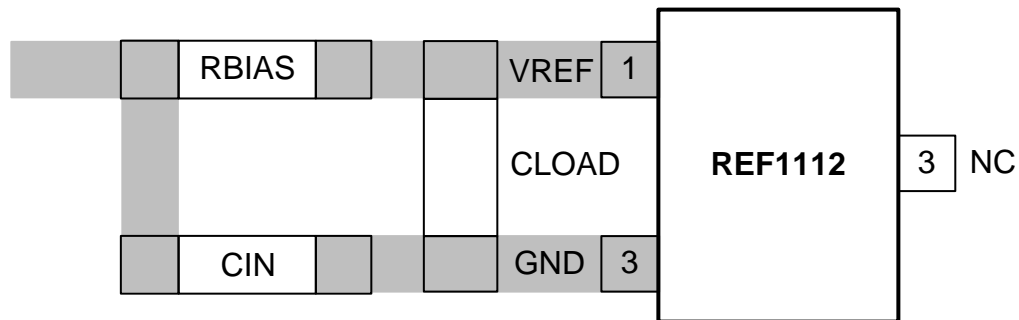 RBIAS VREF 1
CLOAD REF1112 3 NC
CIN GND 3